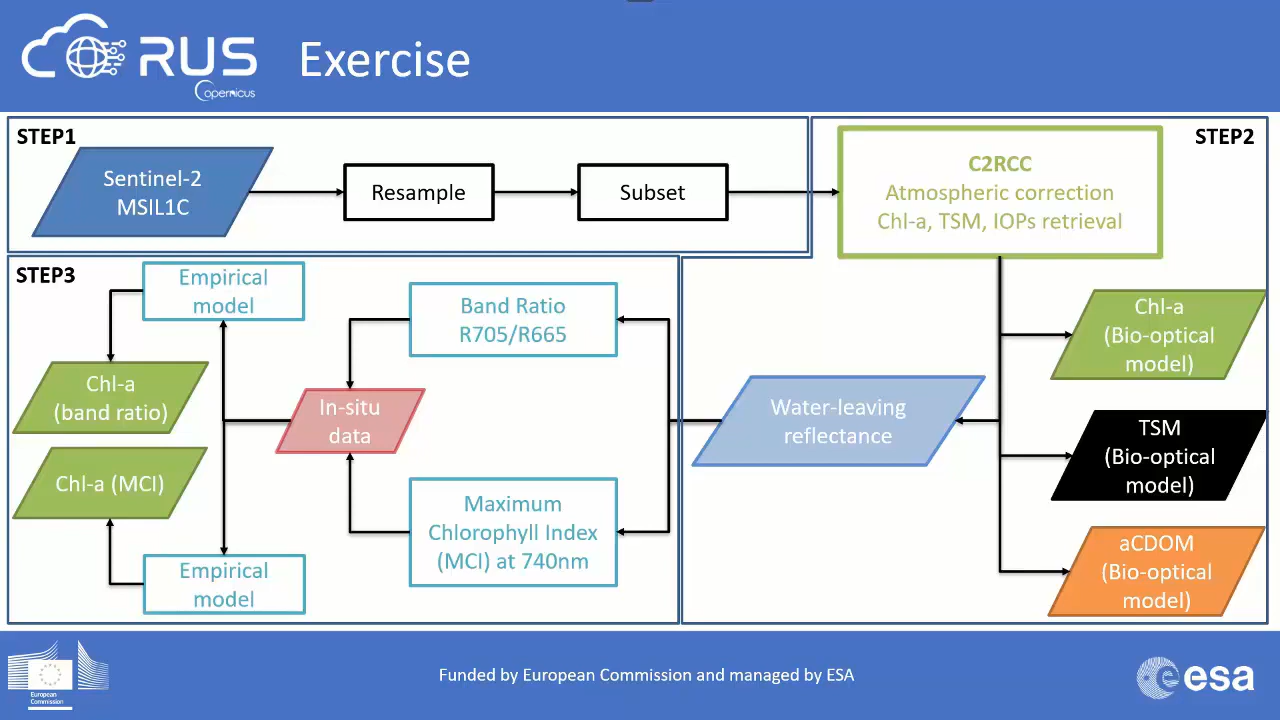 RUS
Copernicus
Exercise
STEP1
Sentinel-2
MSIL1C
Resample
Subset
STEP2
C2RCC
Atmospheric correction
Chl-a, TSM, IOPs retrieval
Chl-a
(Bio-optical
model)
TSM
(Bio-optical
model)
aCDOM
(Bio-optical
model)
Water-leaving
reflectance
STEP3
Empirical
model
Band Ratio
R705/R665
Chl-a
(band ratio)
In-situ
data
Chl-a (MCI)
Maximum
Chlorophyll Index
(MCI) at 740nm
Empirical
model
European
Commission
Funded by European Commission and managed by ESA
esa